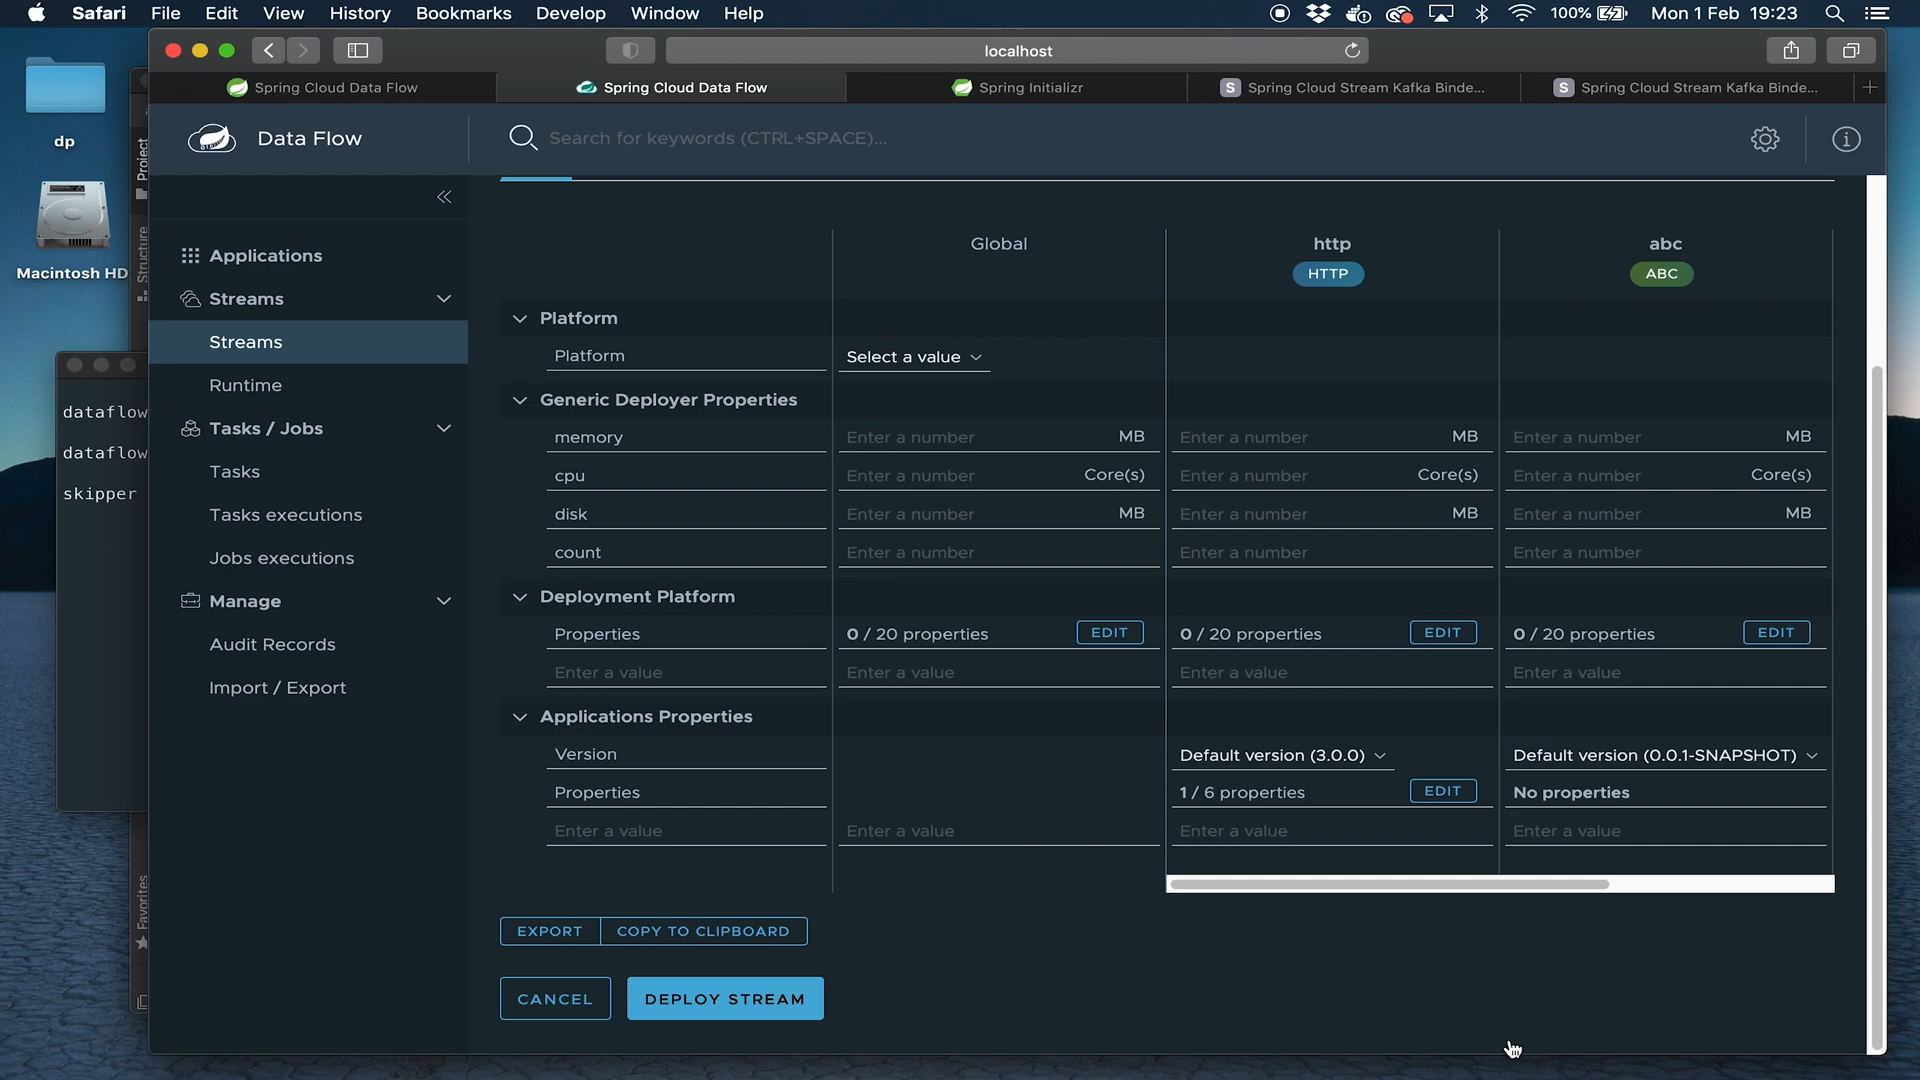 Safari File Edit View History Bookmarks Develop Window Help 100% Mon 1 Feb 19:23
localhost
Spring Cloud Data Flow Spring Cloud Data Flow Spring Initializr S Spring Cloud Stream Kafka Binde... S Spring Cloud Stream Kafka Binde...
dp
Macintosh HD
Project
Structure
Favorites
dataflow
dataflow
skipper
Data Flow
Search for keywords (CTRL+SPACE)...
Applications
Streams
Streams
Runtime
Tasks / Jobs
Tasks
Tasks executions
Jobs executions
Manage
Audit Records
Import / Export
Global http abc
HTTP ABC
Platform
Platform Select a value
Generic Deployer Properties
memory Enter a number MB Enter a number MB Enter a number MB
cpu Enter a number Core(s) Enter a number Core(s) Enter a number Core(s)
disk Enter a number MB Enter a number MB Enter a number MB
count Enter a number Enter a number Enter a number
Deployment Platform
Properties 0 / 20 properties EDIT 0 / 20 properties EDIT 0 / 20 properties EDIT
Enter a value Enter a value Enter a value Enter a value
Applications Properties
Version Default version (3.0.0) Default version (0.0.1-SNAPSHOT)
Properties 1 / 6 properties EDIT No properties
Enter a value Enter a value Enter a value Enter a value
EXPORT COPY TO CLIPBOARD
CANCEL DEPLOY STREAM